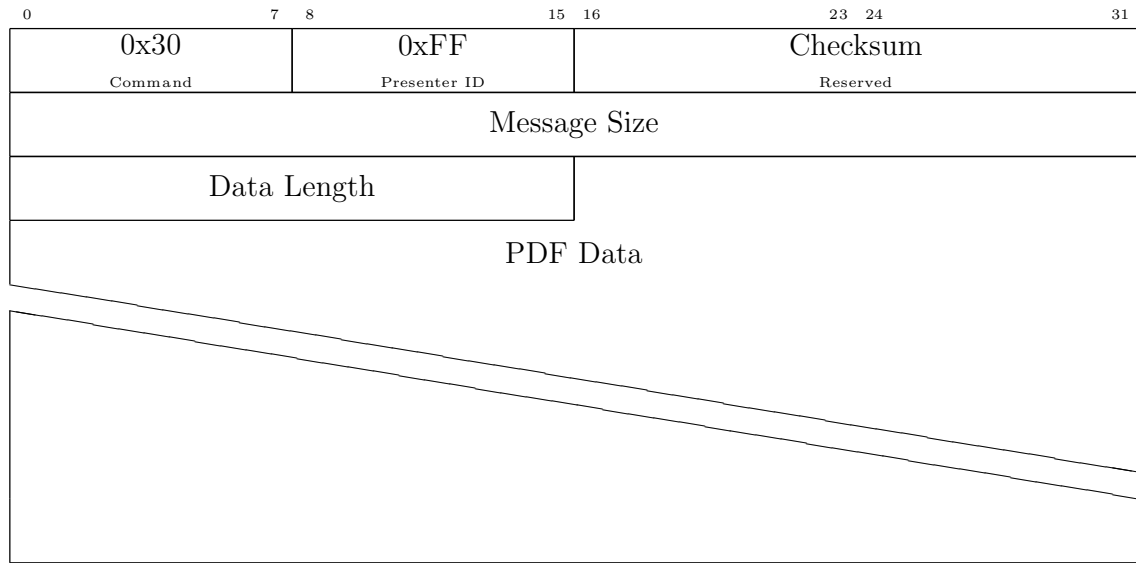 0 7 8 15 16 23 24 31
0x30 0xFF Checksum
Command Presenter ID Reserved
Message Size
Data Length
PDF Data